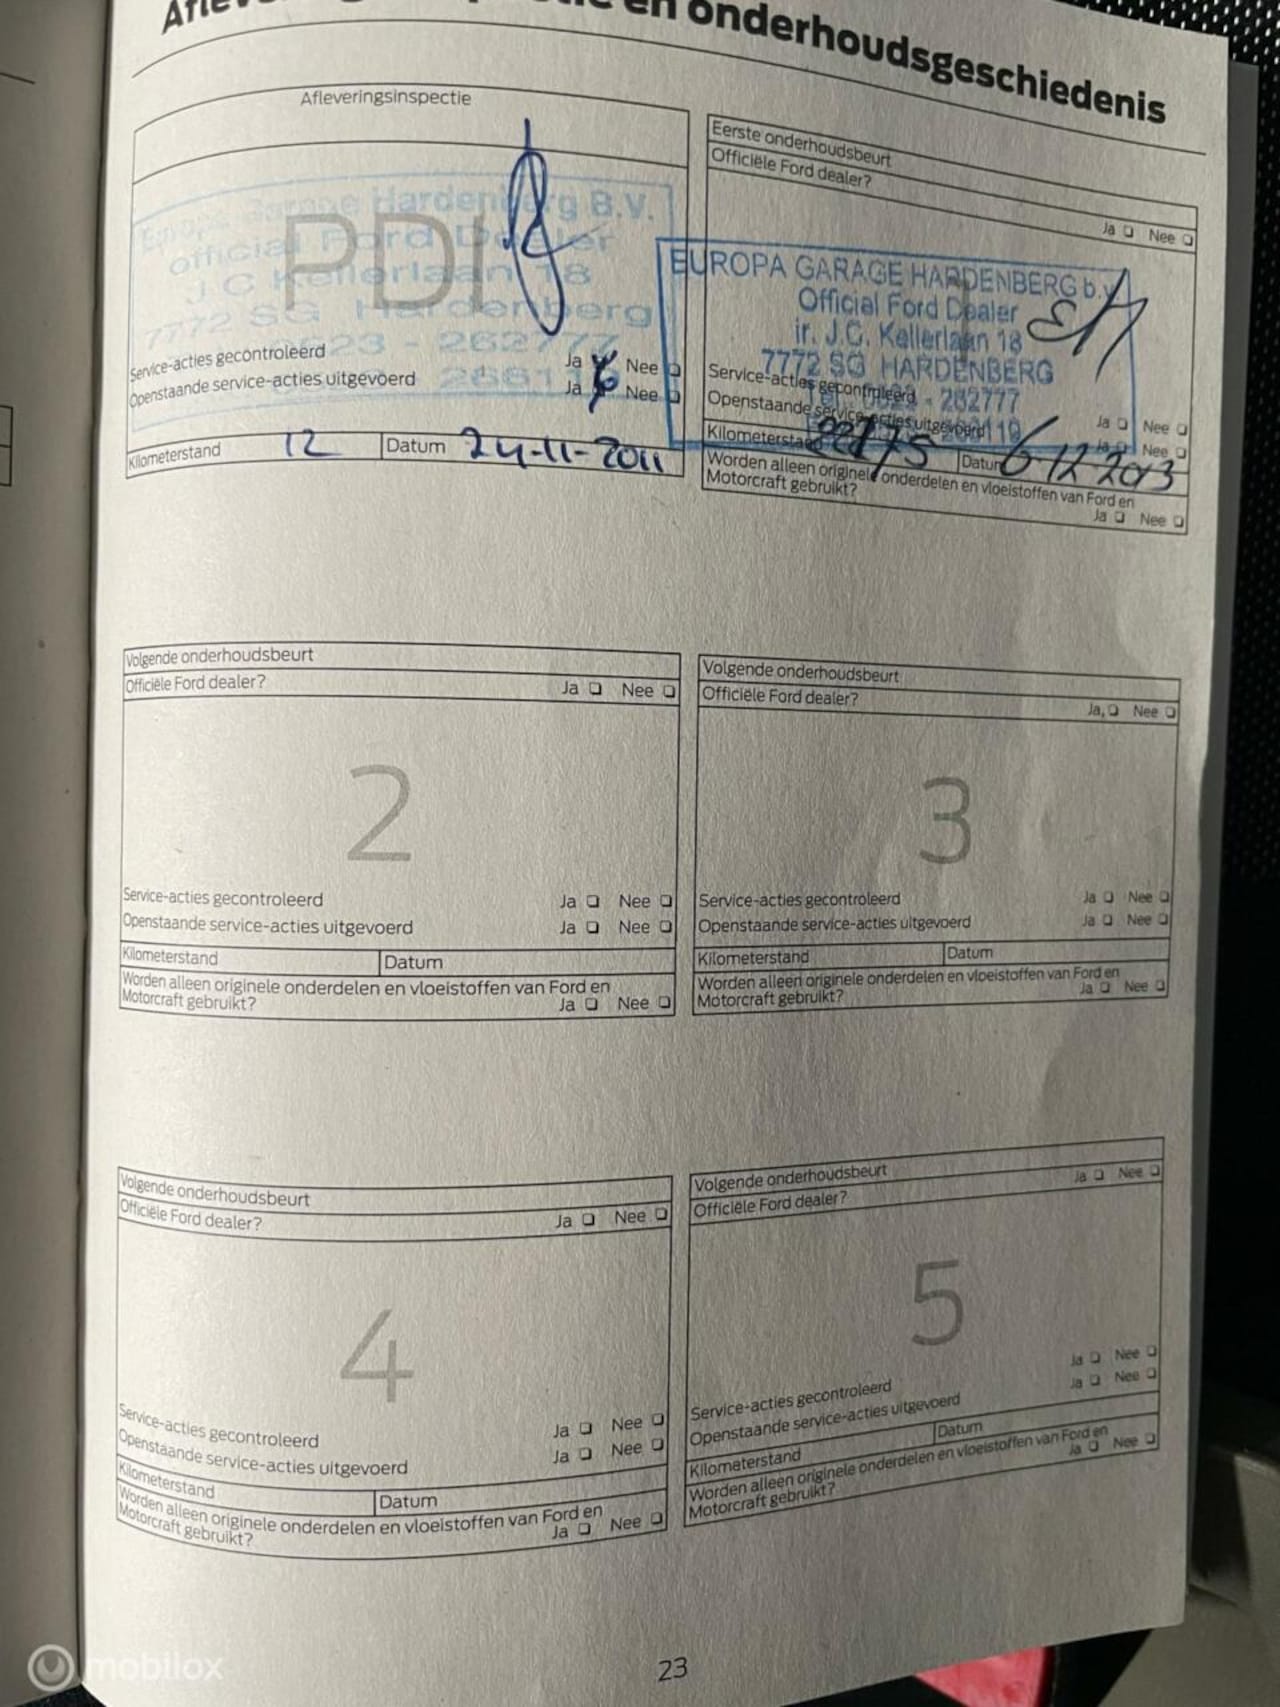 en onderhoudsgeschiedenis
Afleveringsinspectie
Europa Garage Hardenberg B.V.
official Ford Dealer
PDI
J C Kellerlaan 18
7772 SG Hardenberg
0523 - 262777
Service-acties gecontroleerd Ja Nee
Openstaande service-acties uitgevoerd Ja Nee
Kilometerstand 12 Datum 24-11-2011
Eerste onderhoudsbeurt
Officiële Ford dealer?
Ja Nee
EUROPA GARAGE HARDENBERG b.v.
Official Ford Dealer
ir. J.C. Kellerlaan 18
7772 SG HARDENBERG
- 262777
Service-acties gecontroleerd Ja Nee
Openstaande service-acties uitgevoerd Ja Nee
Kilometerstand Datum 6-12 2013
Worden alleen originele onderdelen en vloeistoffen van Ford en
Motorcraft gebruikt? Ja Nee
Volgende onderhoudsbeurt
Officiële Ford dealer? Ja Nee
2
Service-acties gecontroleerd Ja Nee
Openstaande service-acties uitgevoerd Ja Nee
Kilometerstand Datum
Worden alleen originele onderdelen en vloeistoffen van Ford en
Motorcraft gebruikt? Ja Nee
Volgende onderhoudsbeurt
Officiële Ford dealer? Ja Nee
3
Service-acties gecontroleerd Ja Nee
Openstaande service-acties uitgevoerd Ja Nee
Kilometerstand Datum
Worden alleen originele onderdelen en vloeistoffen van Ford en
Motorcraft gebruikt? Ja Nee
Volgende onderhoudsbeurt
Officiële Ford dealer? Ja Nee
4
Service-acties gecontroleerd Ja Nee
Openstaande service-acties uitgevoerd Ja Nee
Kilometerstand Datum
Worden alleen originele onderdelen en vloeistoffen van Ford en
Motorcraft gebruikt? Ja Nee
Volgende onderhoudsbeurt
Officiële Ford dealer? Ja Nee
5
Service-acties gecontroleerd Ja Nee
Openstaande service-acties uitgevoerd Ja Nee
Kilometerstand Datum
Worden alleen originele onderdelen en vloeistoffen van Ford en
Motorcraft gebruikt? Ja Nee
23
mobilox